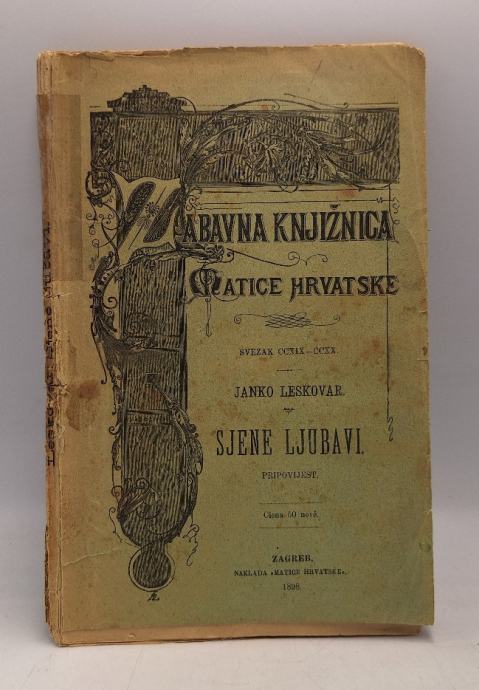 ZABAVNA KNJIŽNICA
MATICE HRVATSKE
SVEZAK CCXIX–CCXX.
JANKO LESKOVAR.
SJENE LJUBAVI.
PRIPOVIJEST.
Ciena 50 novč.
ZAGREB.
NAKLADA »MATICE HRVATSKE«.
1898.